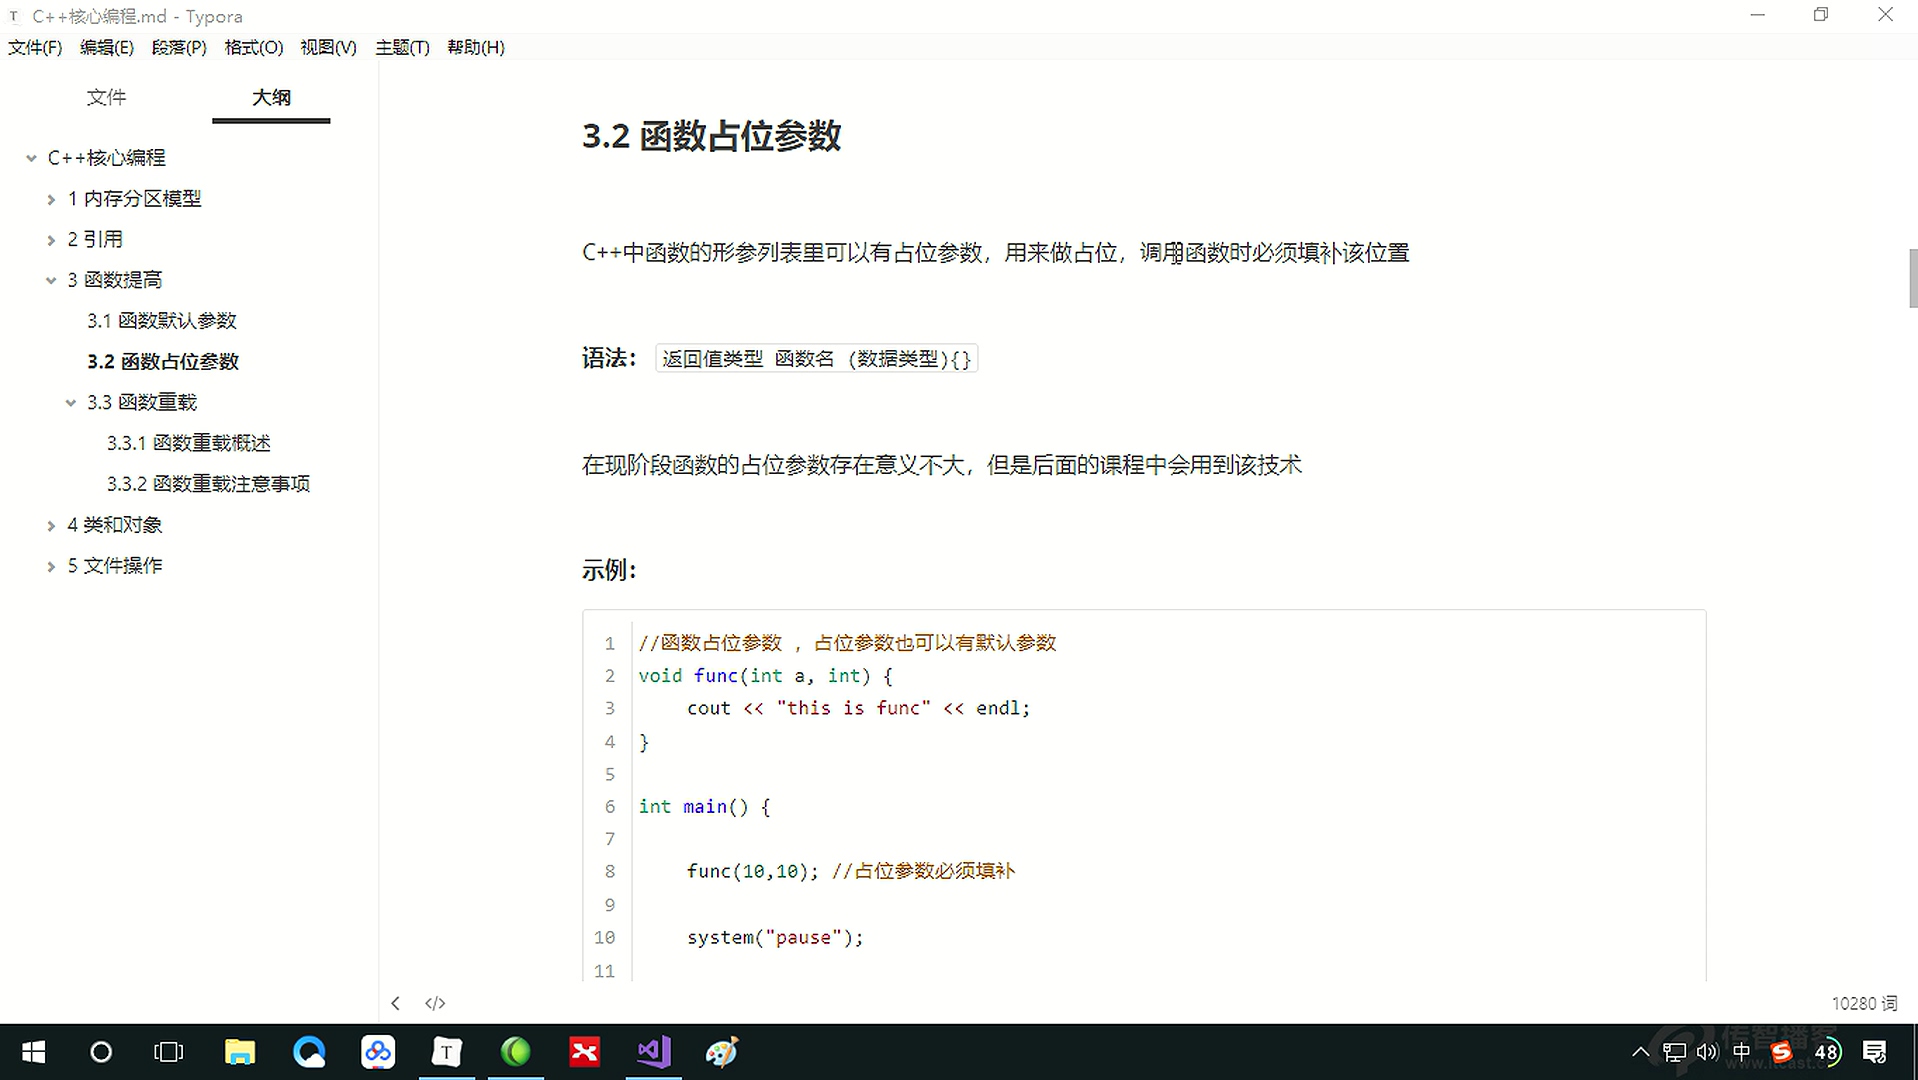 T C++核心编程.md - Typora
文件(F) 编辑(E) 段落(P) 格式(O) 视图(V) 主题(T) 帮助(H)
文件 大纲
C++核心编程
1 内存分区模型
2 引用
3 函数提高
3.1 函数默认参数
3.2 函数占位参数
3.3 函数重载
3.3.1 函数重载概述
3.3.2 函数重载注意事项
4 类和对象
5 文件操作
3.2 函数占位参数
C++中函数的形参列表里可以有占位参数，用来做占位，调用函数时必须填补该位置
语法： 返回值类型 函数名 (数据类型){}
在现阶段函数的占位参数存在意义不大，但是后面的课程中会用到该技术
示例：
1 //函数占位参数 ，占位参数也可以有默认参数
2 void func(int a, int) {
3 cout << "this is func" << endl;
4 }
5
6 int main() {
7
8 func(10,10); //占位参数必须填补
9
10 system("pause");
11
</> 10280 词
T 中 S 48
传智播客
www.itcast.c